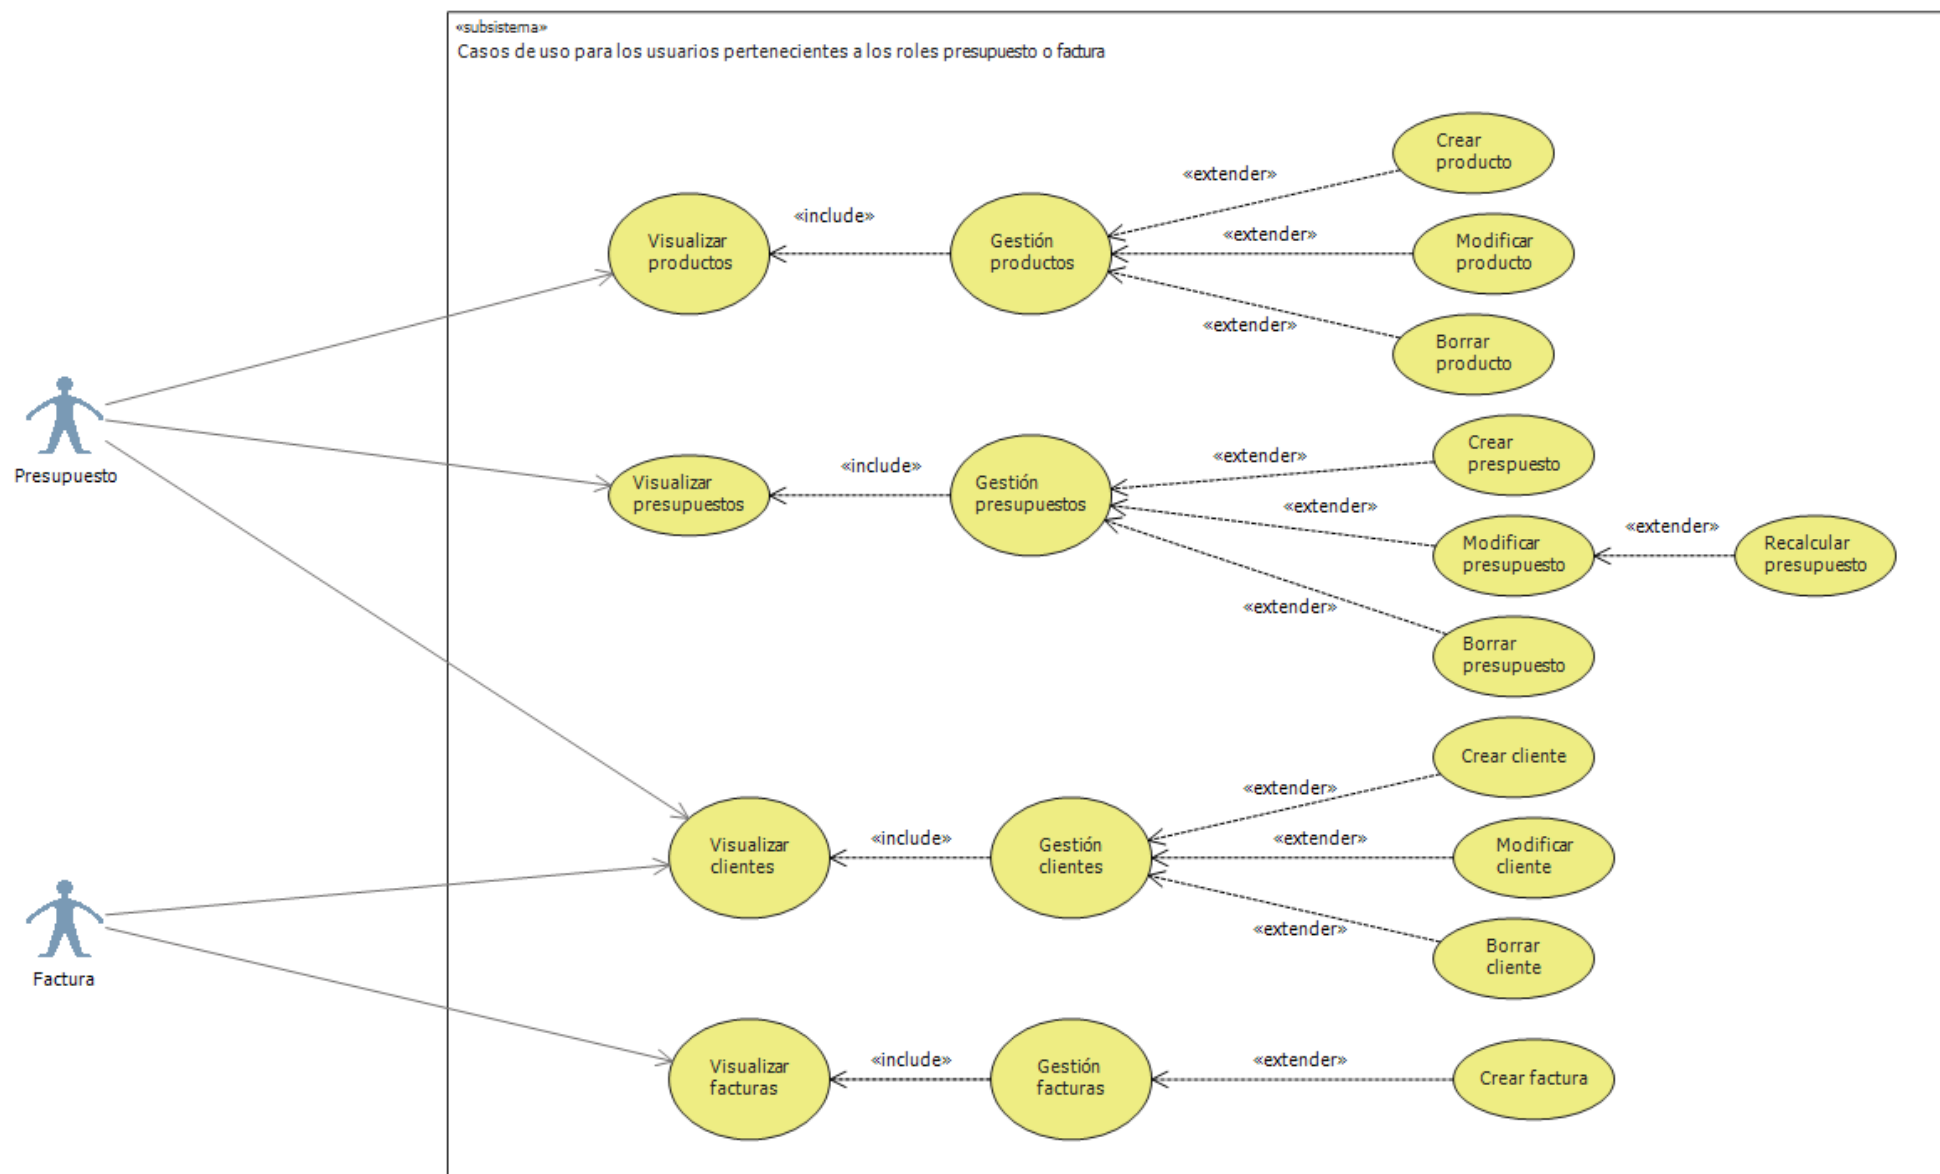 «subsistema»
Casos de uso para los usuarios pertenecientes a los roles presupuesto o factura
Crear
producto
«extender»
«include»
Visualizar
productos
Gestión
productos
«extender»
Modificar
producto
«extender»
Borrar
producto
Presupuesto
Crear
prespuesto
«extender»
«include»
Visualizar
presupuestos
Gestión
presupuestos
«extender»
Modificar
presupuesto
«extender»
Recalcular
presupuesto
«extender»
Borrar
presupuesto
Crear cliente
«extender»
Visualizar
clientes
«include»
Gestión
clientes
«extender»
Modificar
cliente
«extender»
Borrar
cliente
Factura
Visualizar
facturas
«include»
Gestión
facturas
«extender»
Crear factura